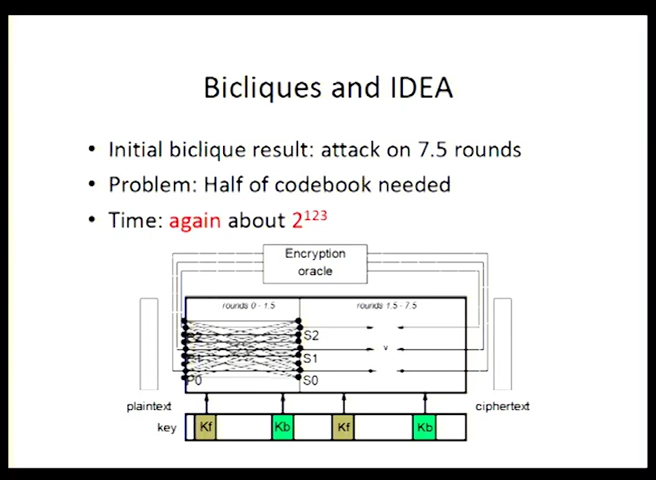 Bicliques and IDEA
• Initial biclique result: attack on 7.5 rounds
• Problem: Half of codebook needed
• Time: again about 2¹²³
Encryption
oracle
rounds 0 - 1.5
rounds 1.5 - 7.5
P2
S2
v
P1
S1
P0
S0
plaintext
ciphertext
key
Kf
Kb
Kf
Kb